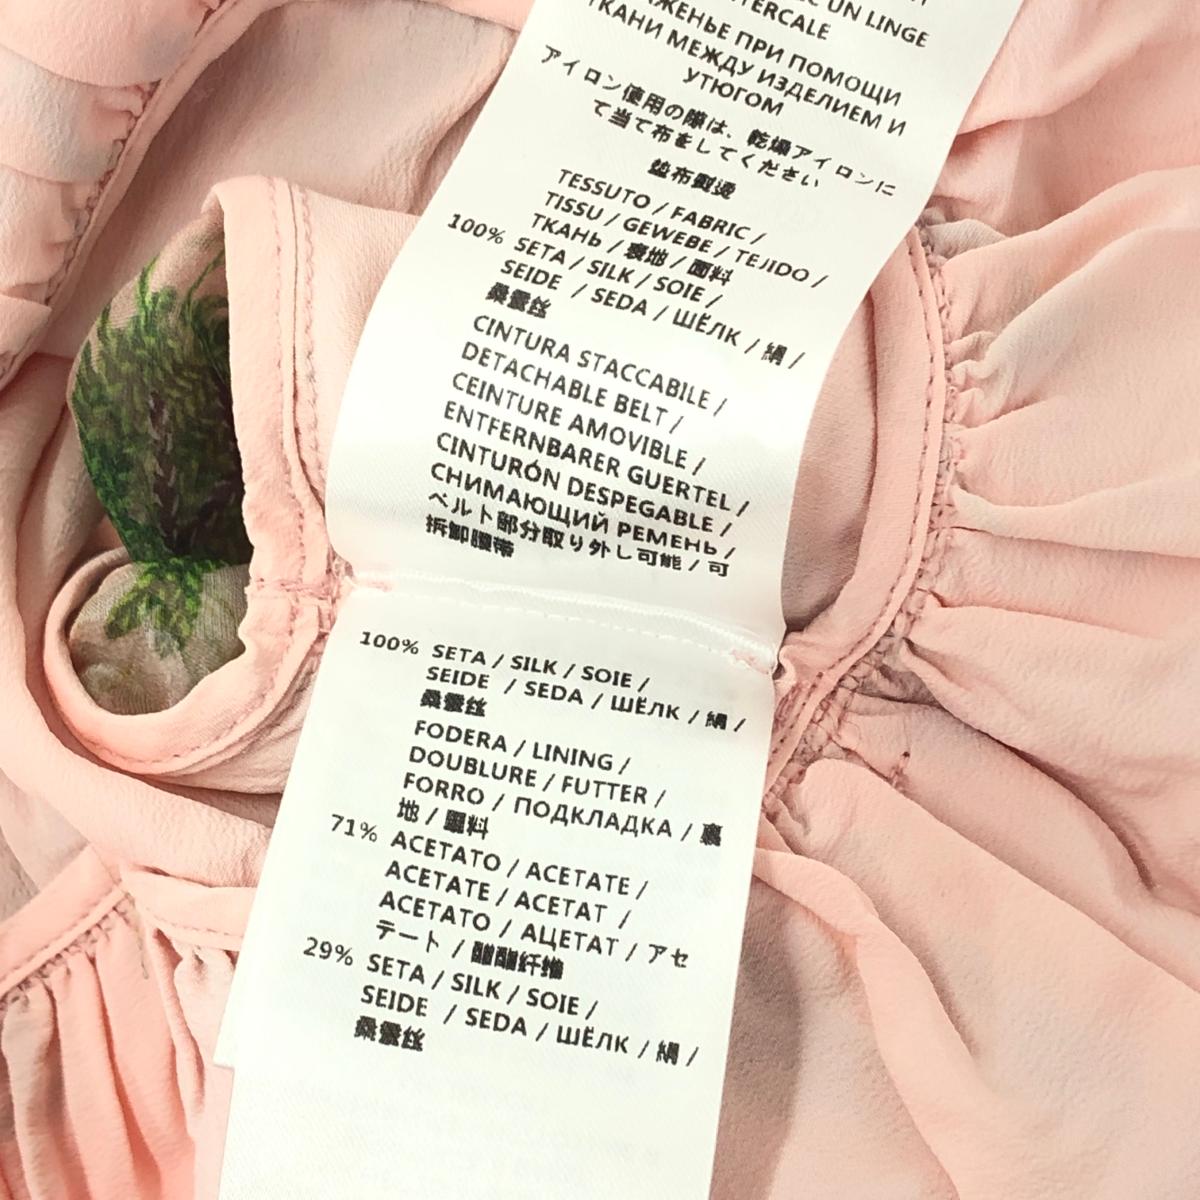 UN LINGE
INTERCALE
ПРИ ПОМОЩИ
ТКАНИ МЕЖДУ ИЗДЕЛИЕМ И
УТЮГОМ
アイロン使用の際は、乾燥アイロンに
て当て布をしてください
垫布熨烫
TESSUTO / FABRIC /
TISSU / GEWEBE / TEJIDO /
ТКАНЬ / 裏地 / 面料
100% SETA / SILK / SOIE /
SEIDE / SEDA / ШЁЛК / 絹 /
桑蚕丝
CINTURA STACCABILE /
DETACHABLE BELT /
CEINTURE AMOVIBLE /
ENTFERNBARER GUERTEL /
CINTURÓN DESPEGABLE /
СНИМАЮЩИЙ РЕМЕНЬ /
ベルト部分取り外し可能 / 可
拆卸腰带
100% SETA / SILK / SOIE /
SEIDE / SEDA / ШЁЛК / 絹 /
桑蚕丝
FODERA / LINING /
DOUBLURE / FUTTER /
FORRO / ПОДКЛАДКА / 裏
地 / 里料
71% ACETATO / ACETATE /
ACETATE / ACETAT /
ACETATO / АЦЕТАТ / アセ
テート / 醋酯纤维
29% SETA / SILK / SOIE /
SEIDE / SEDA / ШЁЛК / 絹 /
桑蚕丝